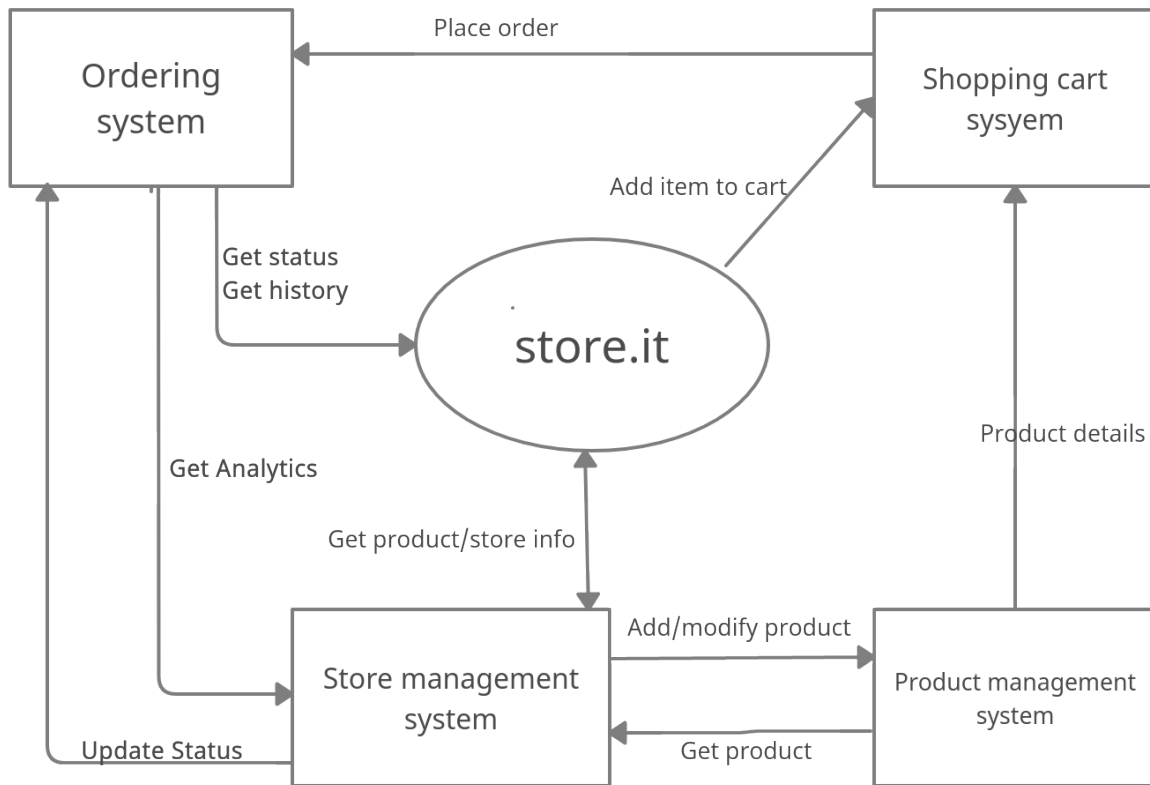 Place order
Ordering
system
Shopping cart
sysyem
Add item to cart
Get status
Get history
store.it
Product details
Get Analytics
Get product/store info
Add/modify product
Store management
system
Product management
system
Update Status
Get product